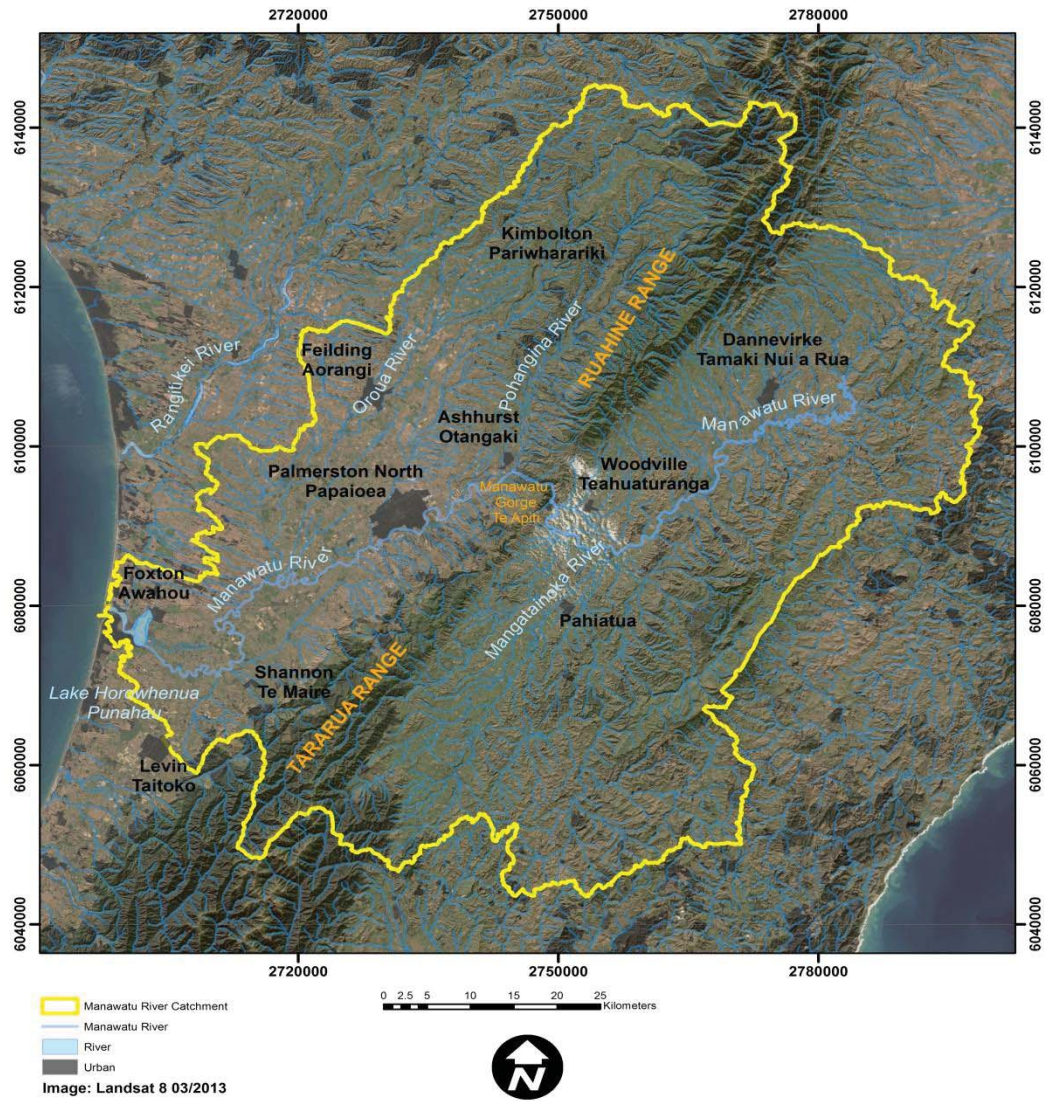 2720000
2750000
2780000
6140000
6140000
Kimbolton
Pariwharariki
6120000
6120000
RUAHINE RANGE
Rangitikei River
Feilding
Aorangi
Oroua River
Pohangina River
Dannevirke
Tamaki Nui a Rua
Ashhurst
Otangaki
Manawatu River
6100000
6100000
Palmerston North
Papaioea
Woodville
Teahuaturanga
Manawatu
Gorge
Te Apiti
Manawatu River
Foxton
Awahou
Mangatainoka River
6080000
6080000
Pahiatua
Shannon
Te Maire
TARARUA RANGE
Lake Horowhenua
Punahau
Levin
Taitoko
6060000
6060000
6040000
6040000
2720000
2750000
2780000
Manawatu River Catchment
Manawatu River
River
Urban
0 2.5 5 10 15 20 25
Kilometers
Image: Landsat 8 03/2013
N